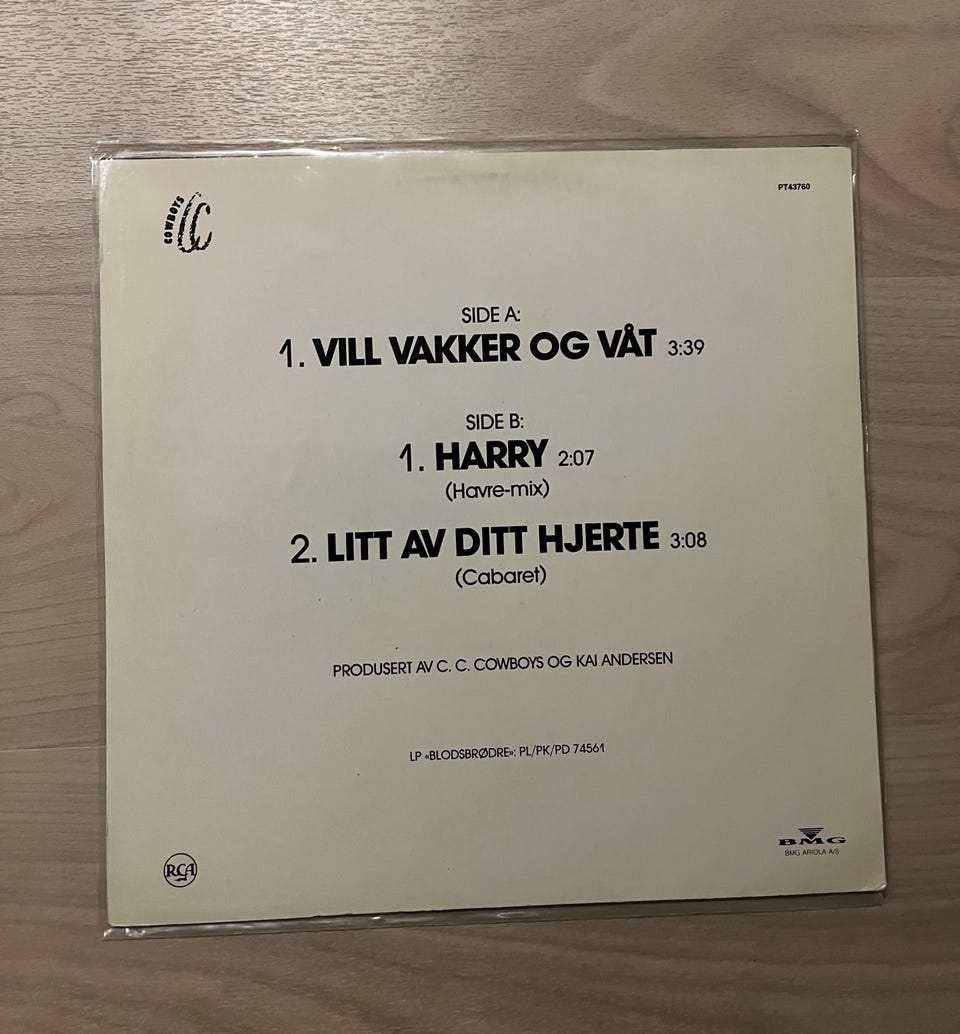 PT43760
COWBOYS CC
SIDE A:
1. VILL VAKKER OG VÅT 3:39
SIDE B:
1. HARRY 2:07
(Havre-mix)
2. LITT AV DITT HJERTE 3:08
(Cabaret)
PRODUSERT AV C. C. COWBOYS OG KAI ANDERSEN
LP «BLODSBRØDRE»: PL/PK/PD 74561
RCA
BMG
BMG ARIOLA A/S